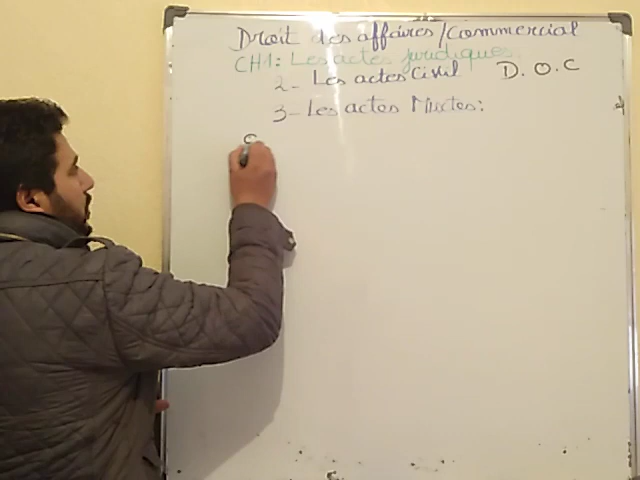 Droit des affaires/Commercial
CH1: Les actes juridiques.
2- Les actes Civil D.O.C
3- Les actes Mixtes: